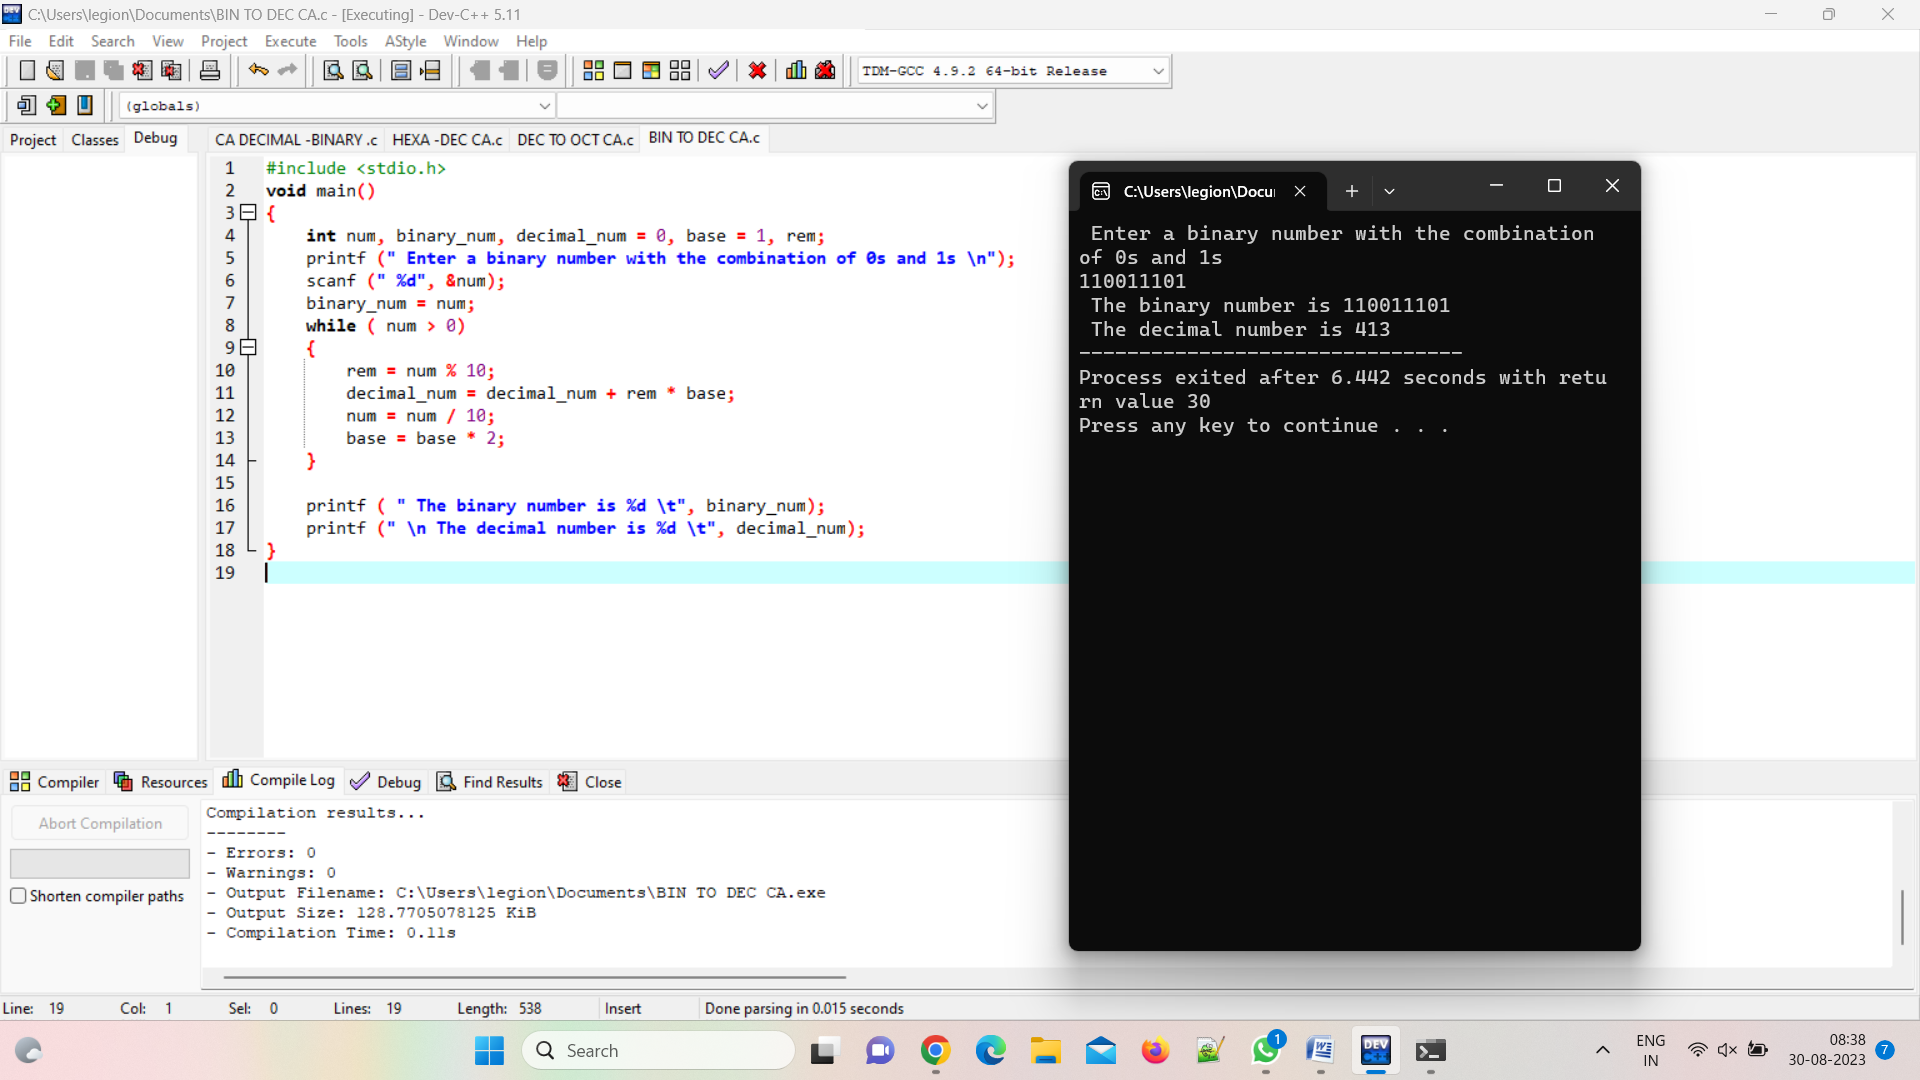 C:\Users\legion\Documents\BIN TO DEC CA.c - [Executing] - Dev-C++ 5.11
File Edit Search View Project Execute Tools AStyle Window Help
TDM-GCC 4.9.2 64-bit Release
(globals)
Project Classes Debug
CA DECIMAL -BINARY .c HEXA -DEC CA.c DEC TO OCT CA.c BIN TO DEC CA.c
1 #include <stdio.h>
2 void main()
3 {
4 int num, binary_num, decimal_num = 0, base = 1, rem;
5 printf (" Enter a binary number with the combination of 0s and 1s \n");
6 scanf (" %d", &num);
7 binary_num = num;
8 while ( num > 0)
9 {
10 rem = num % 10;
11 decimal_num = decimal_num + rem * base;
12 num = num / 10;
13 base = base * 2;
14 }
15
16 printf ( " The binary number is %d \t", binary_num);
17 printf (" \n The decimal number is %d \t", decimal_num);
18 }
19
C:\Users\legion\Docu
Enter a binary number with the combination
of 0s and 1s
110011101
The binary number is 110011101
The decimal number is 413
--------------------------------
Process exited after 6.442 seconds with retu
rn value 30
Press any key to continue . . .
Compiler Resources Compile Log Debug Find Results Close
Abort Compilation
Shorten compiler paths
Compilation results...
--------
- Errors: 0
- Warnings: 0
- Output Filename: C:\Users\legion\Documents\BIN TO DEC CA.exe
- Output Size: 128.7705078125 KiB
- Compilation Time: 0.11s
Line: 19 Col: 1 Sel: 0 Lines: 19 Length: 538 Insert Done parsing in 0.015 seconds
Search
1
DEV C++
ENG
IN
08:38
30-08-2023
7